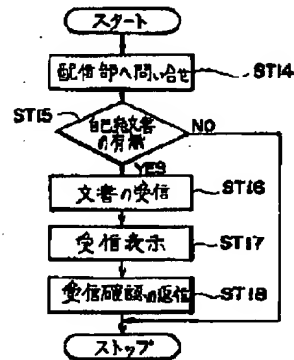 スタート
配信部へ問い合せ
ST14
ST15
自己宛文書
の有無
NO
YES
文書の受信
ST16
受信表示
ST17
受信確認の返信
ST18
ストップ